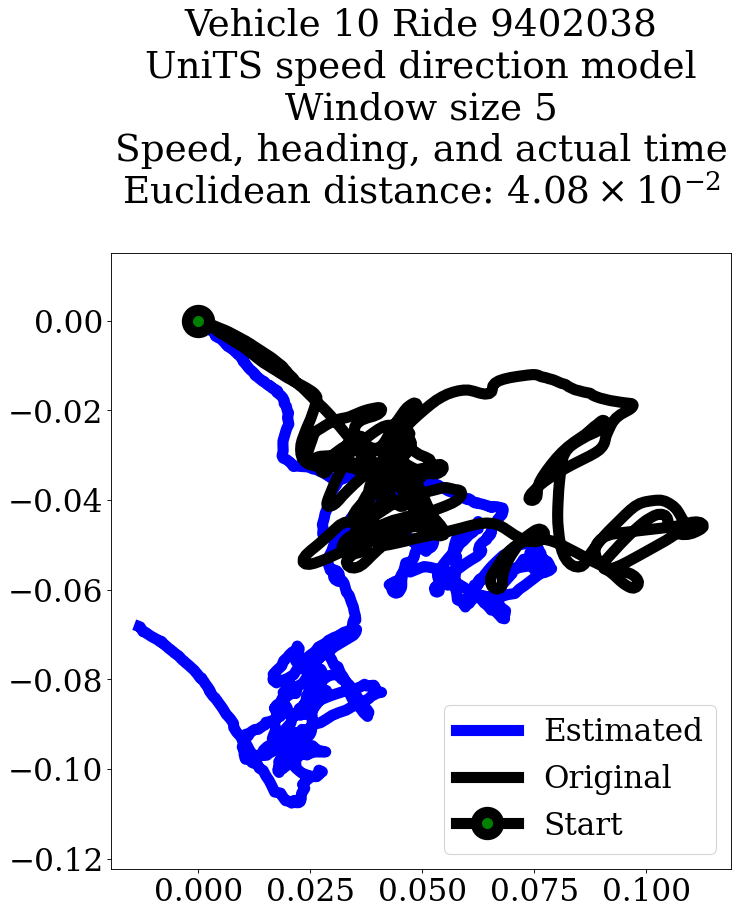 Vehicle 10 Ride 9402038
UniTS speed direction model
Window size 5
Speed, heading, and actual time
Euclidean distance: 4.08 × 10⁻²
0.00
−0.02
−0.04
−0.06
−0.08
−0.10
−0.12
Estimated
Original
Start
0.000 0.025 0.050 0.075 0.100